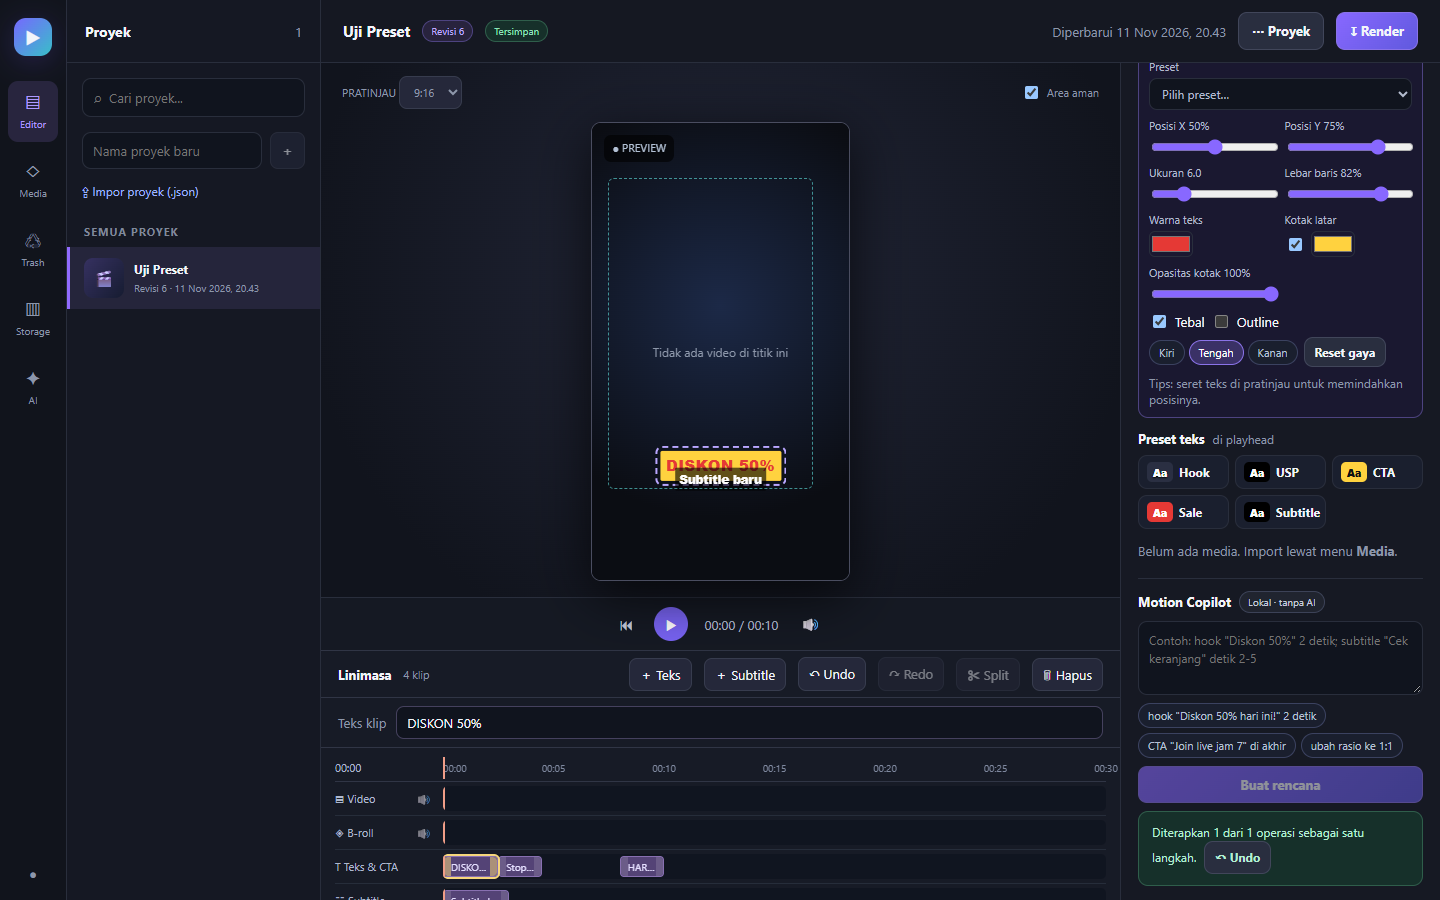 Editor
Media
Trash
Storage
AI
Proyek 1
Cari proyek...
Nama proyek baru +
Impor proyek (.json)
SEMUA PROYEK
Uji Preset
Revisi 6 · 11 Nov 2026, 20.43
Uji Preset Revisi 6 Tersimpan
Diperbarui 11 Nov 2026, 20.43 ··· Proyek Render
PRATINJAU 9:16 Area aman
PREVIEW
Tidak ada video di titik ini
DISKON 50%
Subtitle baru
00:00 / 00:10
Linimasa 4 klip + Teks + Subtitle Undo Redo Split Hapus
Teks klip DISKON 50%
00:00 00:00 00:05 00:10 00:15 00:20 00:25 00:30
Video
B-roll
T Teks & CTA DISKO... Stop... HAR...
Preset
Pilih preset...
Posisi X 50% Posisi Y 75%
Ukuran 6.0 Lebar baris 82%
Warna teks Kotak latar
Opasitas kotak 100%
Tebal Outline
Kiri Tengah Kanan Reset gaya
Tips: seret teks di pratinjau untuk memindahkan
posisinya.
Preset teks di playhead
Aa Hook Aa USP Aa CTA
Aa Sale Aa Subtitle
Belum ada media. Import lewat menu Media.
Motion Copilot Lokal · tanpa AI
Contoh: hook "Diskon 50%" 2 detik; subtitle "Cek
keranjang" detik 2-5
hook "Diskon 50% hari ini!" 2 detik
CTA "Join live jam 7" di akhir ubah rasio ke 1:1
Buat rencana
Diterapkan 1 dari 1 operasi sebagai satu
langkah. Undo